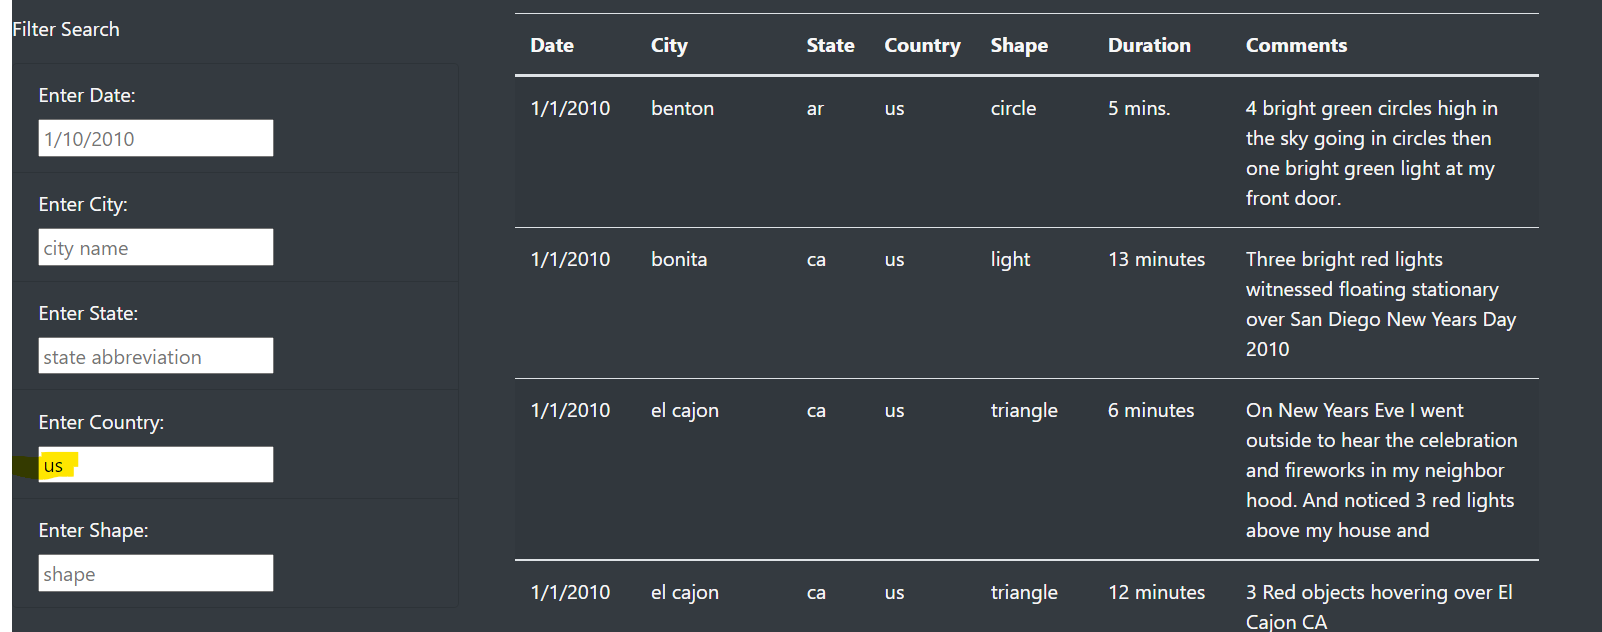 Filter Search
Enter Date:
1/10/2010
Enter City:
city name
Enter State:
state abbreviation
Enter Country:
us
Enter Shape:
shape
Date City State Country Shape Duration Comments
1/1/2010 benton ar us circle 5 mins. 4 bright green circles high in
the sky going in circles then
one bright green light at my
front door.
1/1/2010 bonita ca us light 13 minutes Three bright red lights
witnessed floating stationary
over San Diego New Years Day
2010
1/1/2010 el cajon ca us triangle 6 minutes On New Years Eve I went
outside to hear the celebration
and fireworks in my neighbor
hood. And noticed 3 red lights
above my house and
1/1/2010 el cajon ca us triangle 12 minutes 3 Red objects hovering over El
Cajon CA